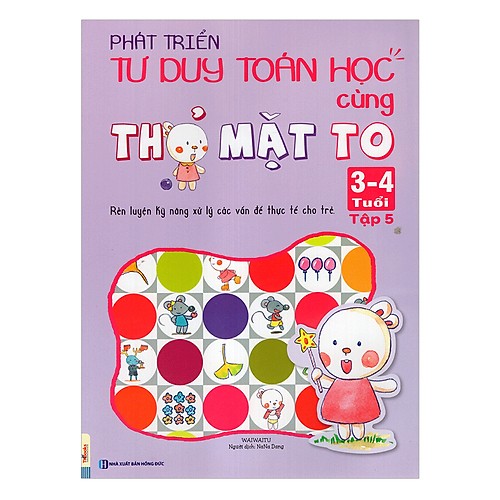 PHÁT TRIỂN
TƯ DUY TOÁN HỌC
cùng
THỎ MẶT TO
3-4
Tuổi
Tập 5
Rèn luyện Kỹ năng xử lý các vấn đề thực tế cho trẻ.
WAIWAITU
Người dịch: NaNa Dang
NHÀ XUẤT BẢN HỒNG ĐỨC